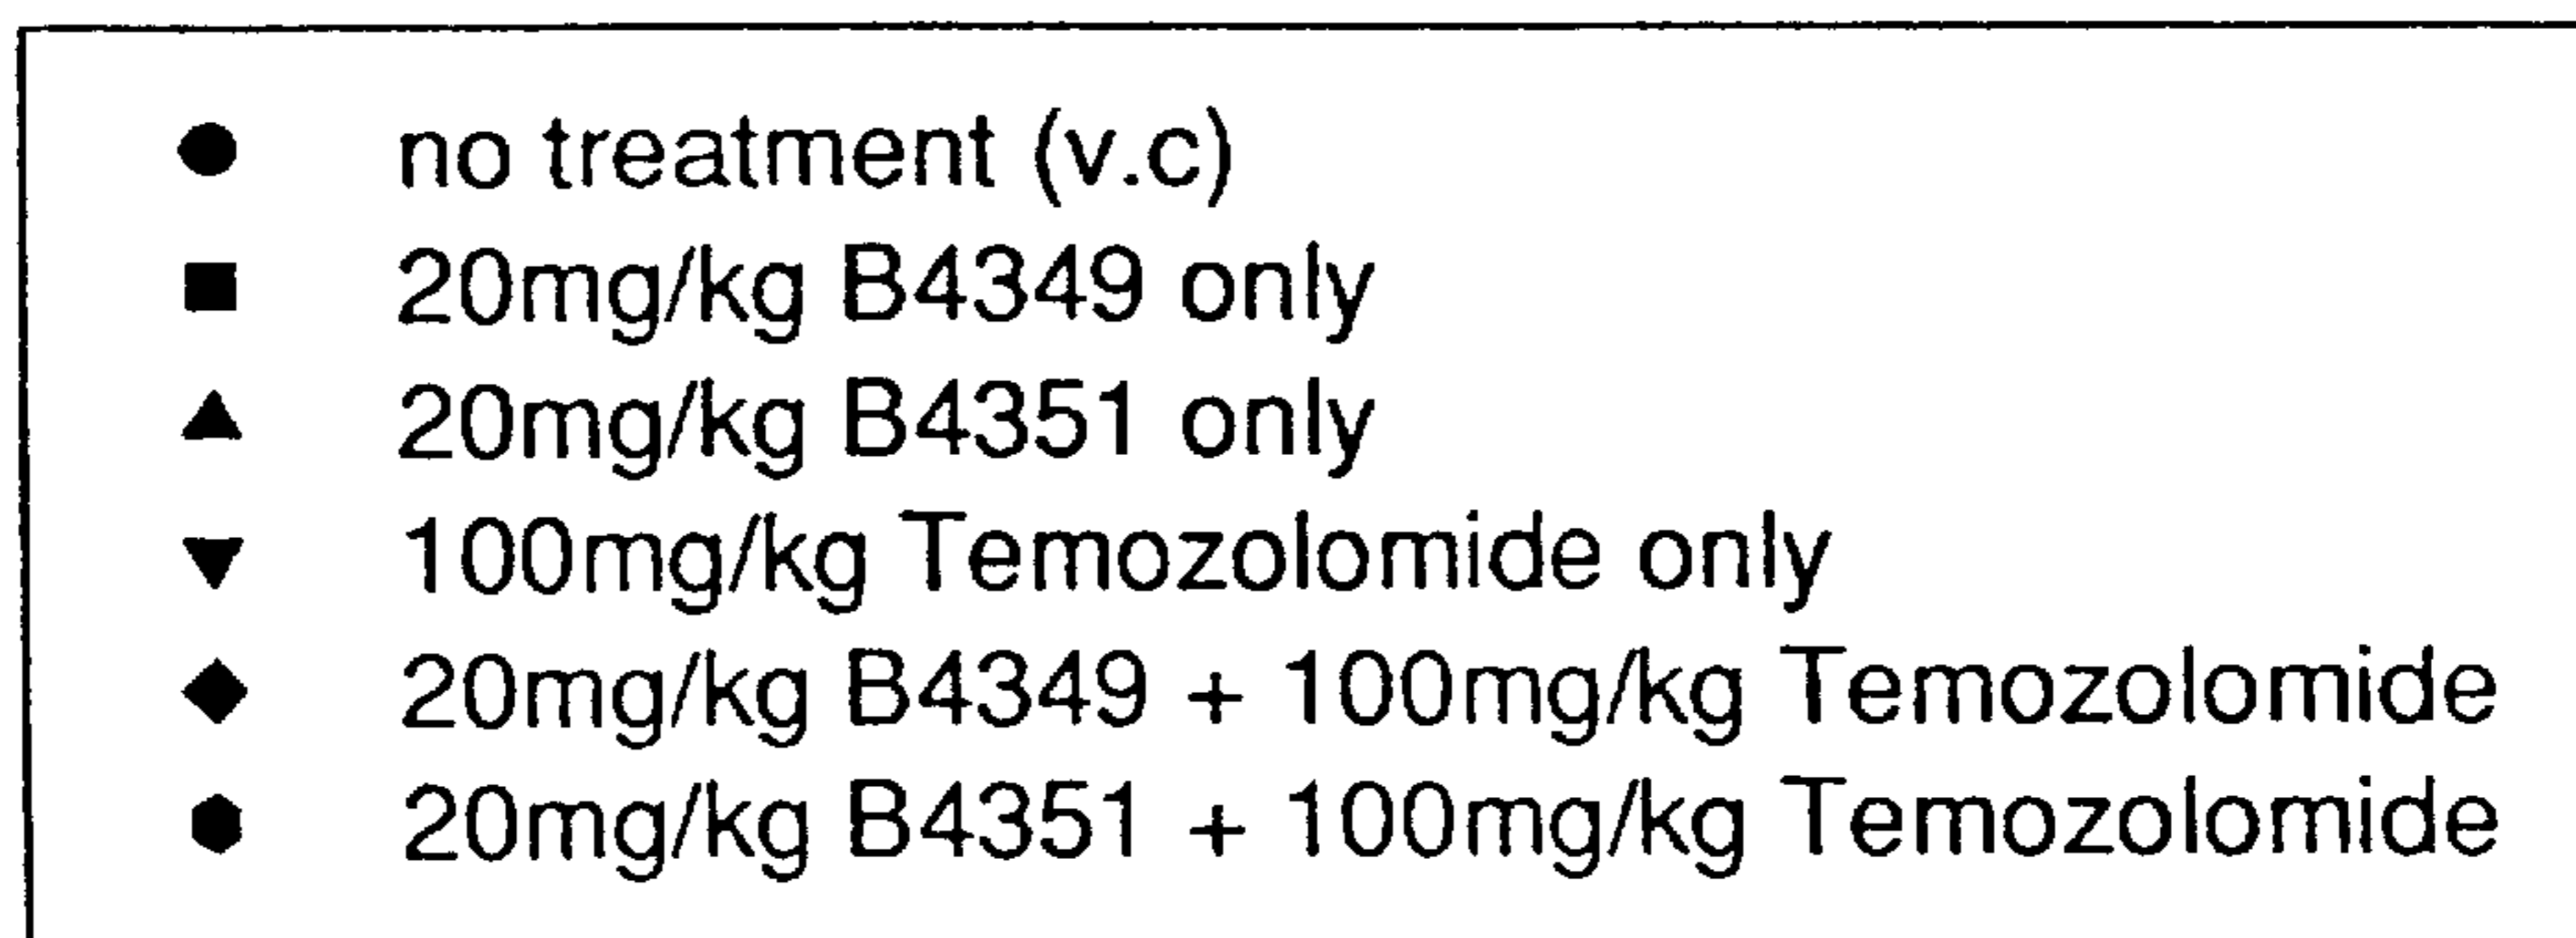 no treatment (v.c)
20mg/kg B4349 only
20mg/kg B4351 only
100mg/kg Temozolomide only
20mg/kg B4349 + 100mg/kg Temozolomide
20mg/kg B4351 + 100mg/kg Temozolomide